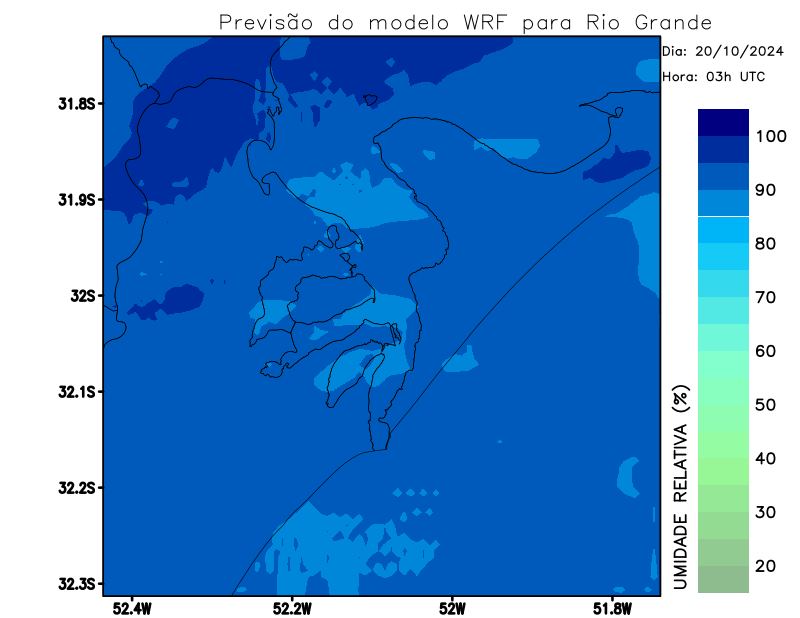 Previsão do modelo WRF para Rio Grande
Dia: 20/10/2024
Hora: 03h UTC
31.8S
31.9S
32S
32.1S
32.2S
32.3S
52.4W
52.2W
52W
51.8W
100
90
80
70
60
50
40
30
20
UMIDADE RELATIVA (%)